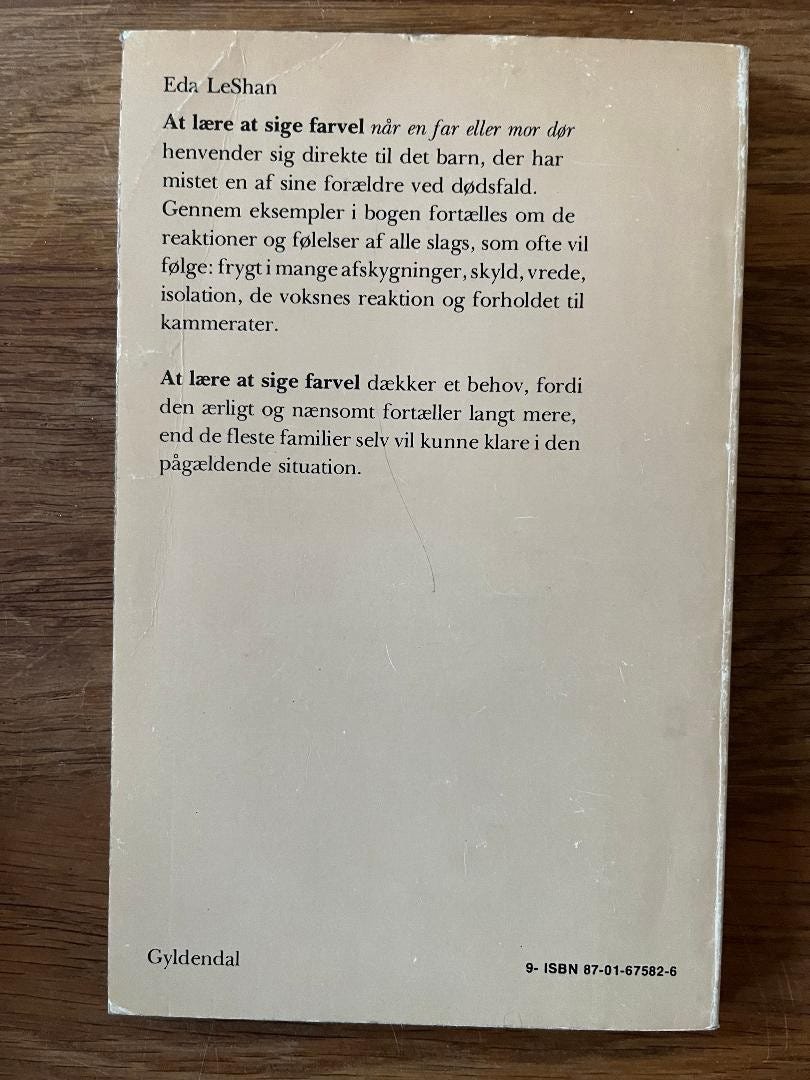 Eda LeShan
At lære at sige farvel når en far eller mor dør
henvender sig direkte til det barn, der har
mistet en af sine forældre ved dødsfald.
Gennem eksempler i bogen fortælles om de
reaktioner og følelser af alle slags, som ofte vil
følge: frygt i mange afskygninger, skyld, vrede,
isolation, de voksnes reaktion og forholdet til
kammerater.
At lære at sige farvel dækker et behov, fordi
den ærligt og nænsomt fortæller langt mere,
end de fleste familier selv vil kunne klare i den
pågældende situation.
Gyldendal
9- ISBN 87-01-67582-6